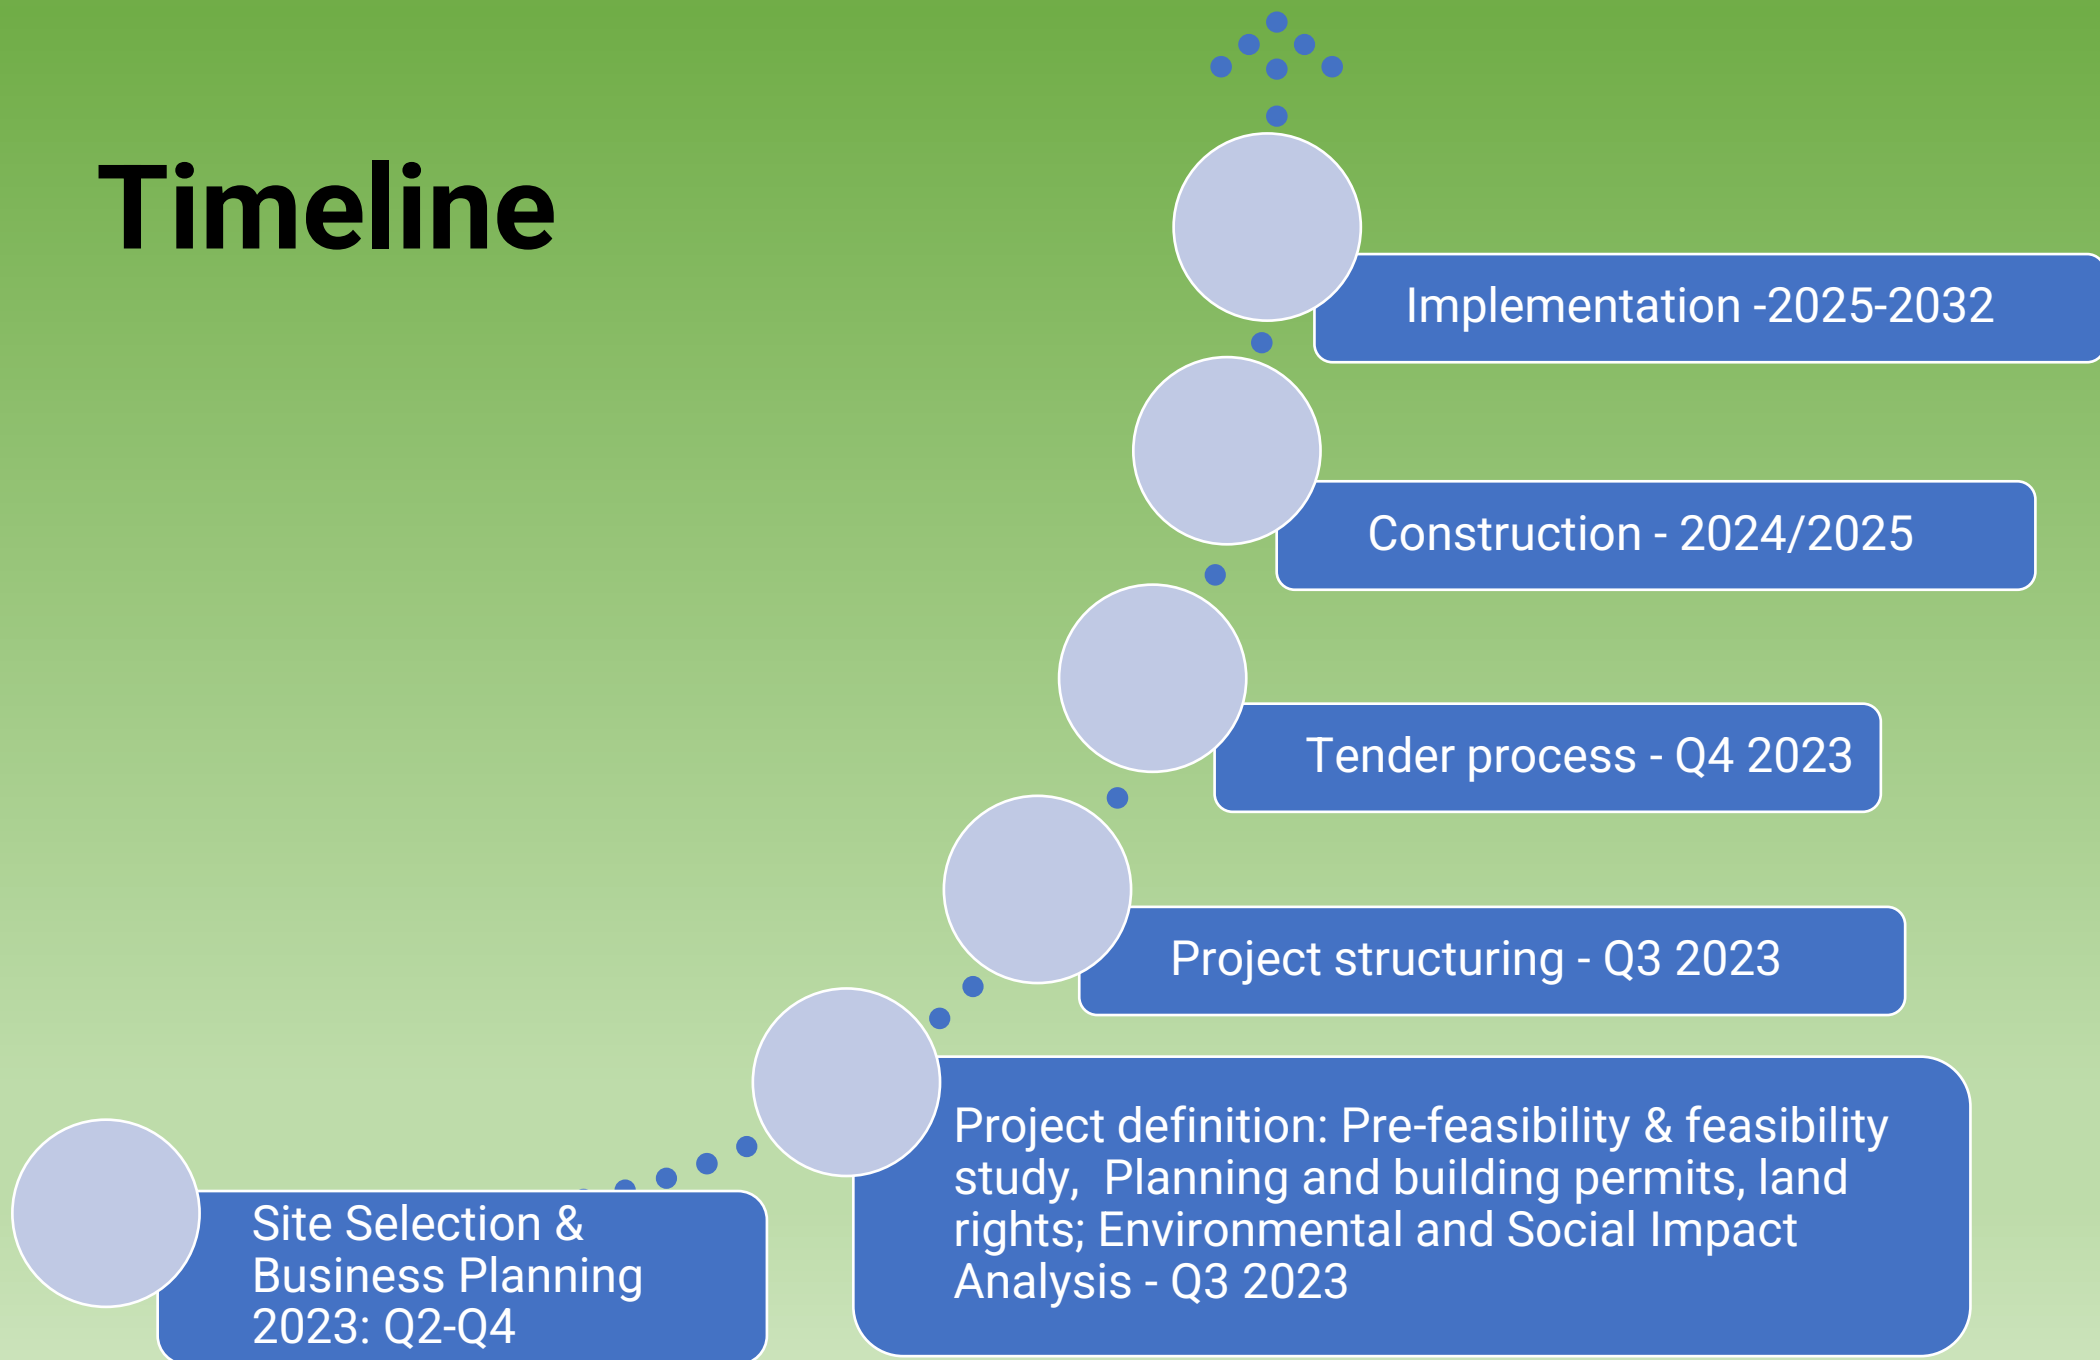 Timeline
Implementation -2025-2032
Construction - 2024/2025
Tender process - Q4 2023
Project structuring - Q3 2023
Project definition: Pre-feasibility & feasibility
study,  Planning and building permits, land
rights; Environmental and Social Impact
Analysis - Q3 2023
Site Selection &
Business Planning
2023: Q2-Q4